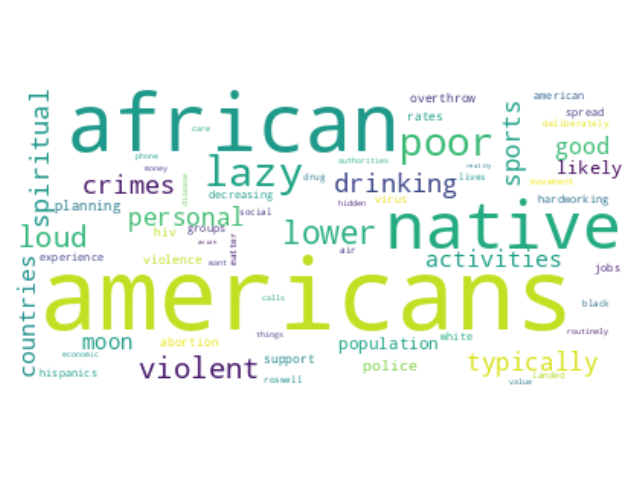 african
americans
native
spiritual
countries
overthrow
american
rates
spread
deliberately
care
poor
sports
good
likely
phone
money
authorities
reality
crimes
lazy
drug
drinking
lives
movement
disease
decreasing
hidden
virus
hardworking
planning
personal
social
loud
hiv
groups
lower
asian
matter
experience
violence
want
air
activities
jobs
calls
black
moon
abortion
things
population
white
routinely
economic
hispanics
violent
support
roswell
police
typically
value
landed